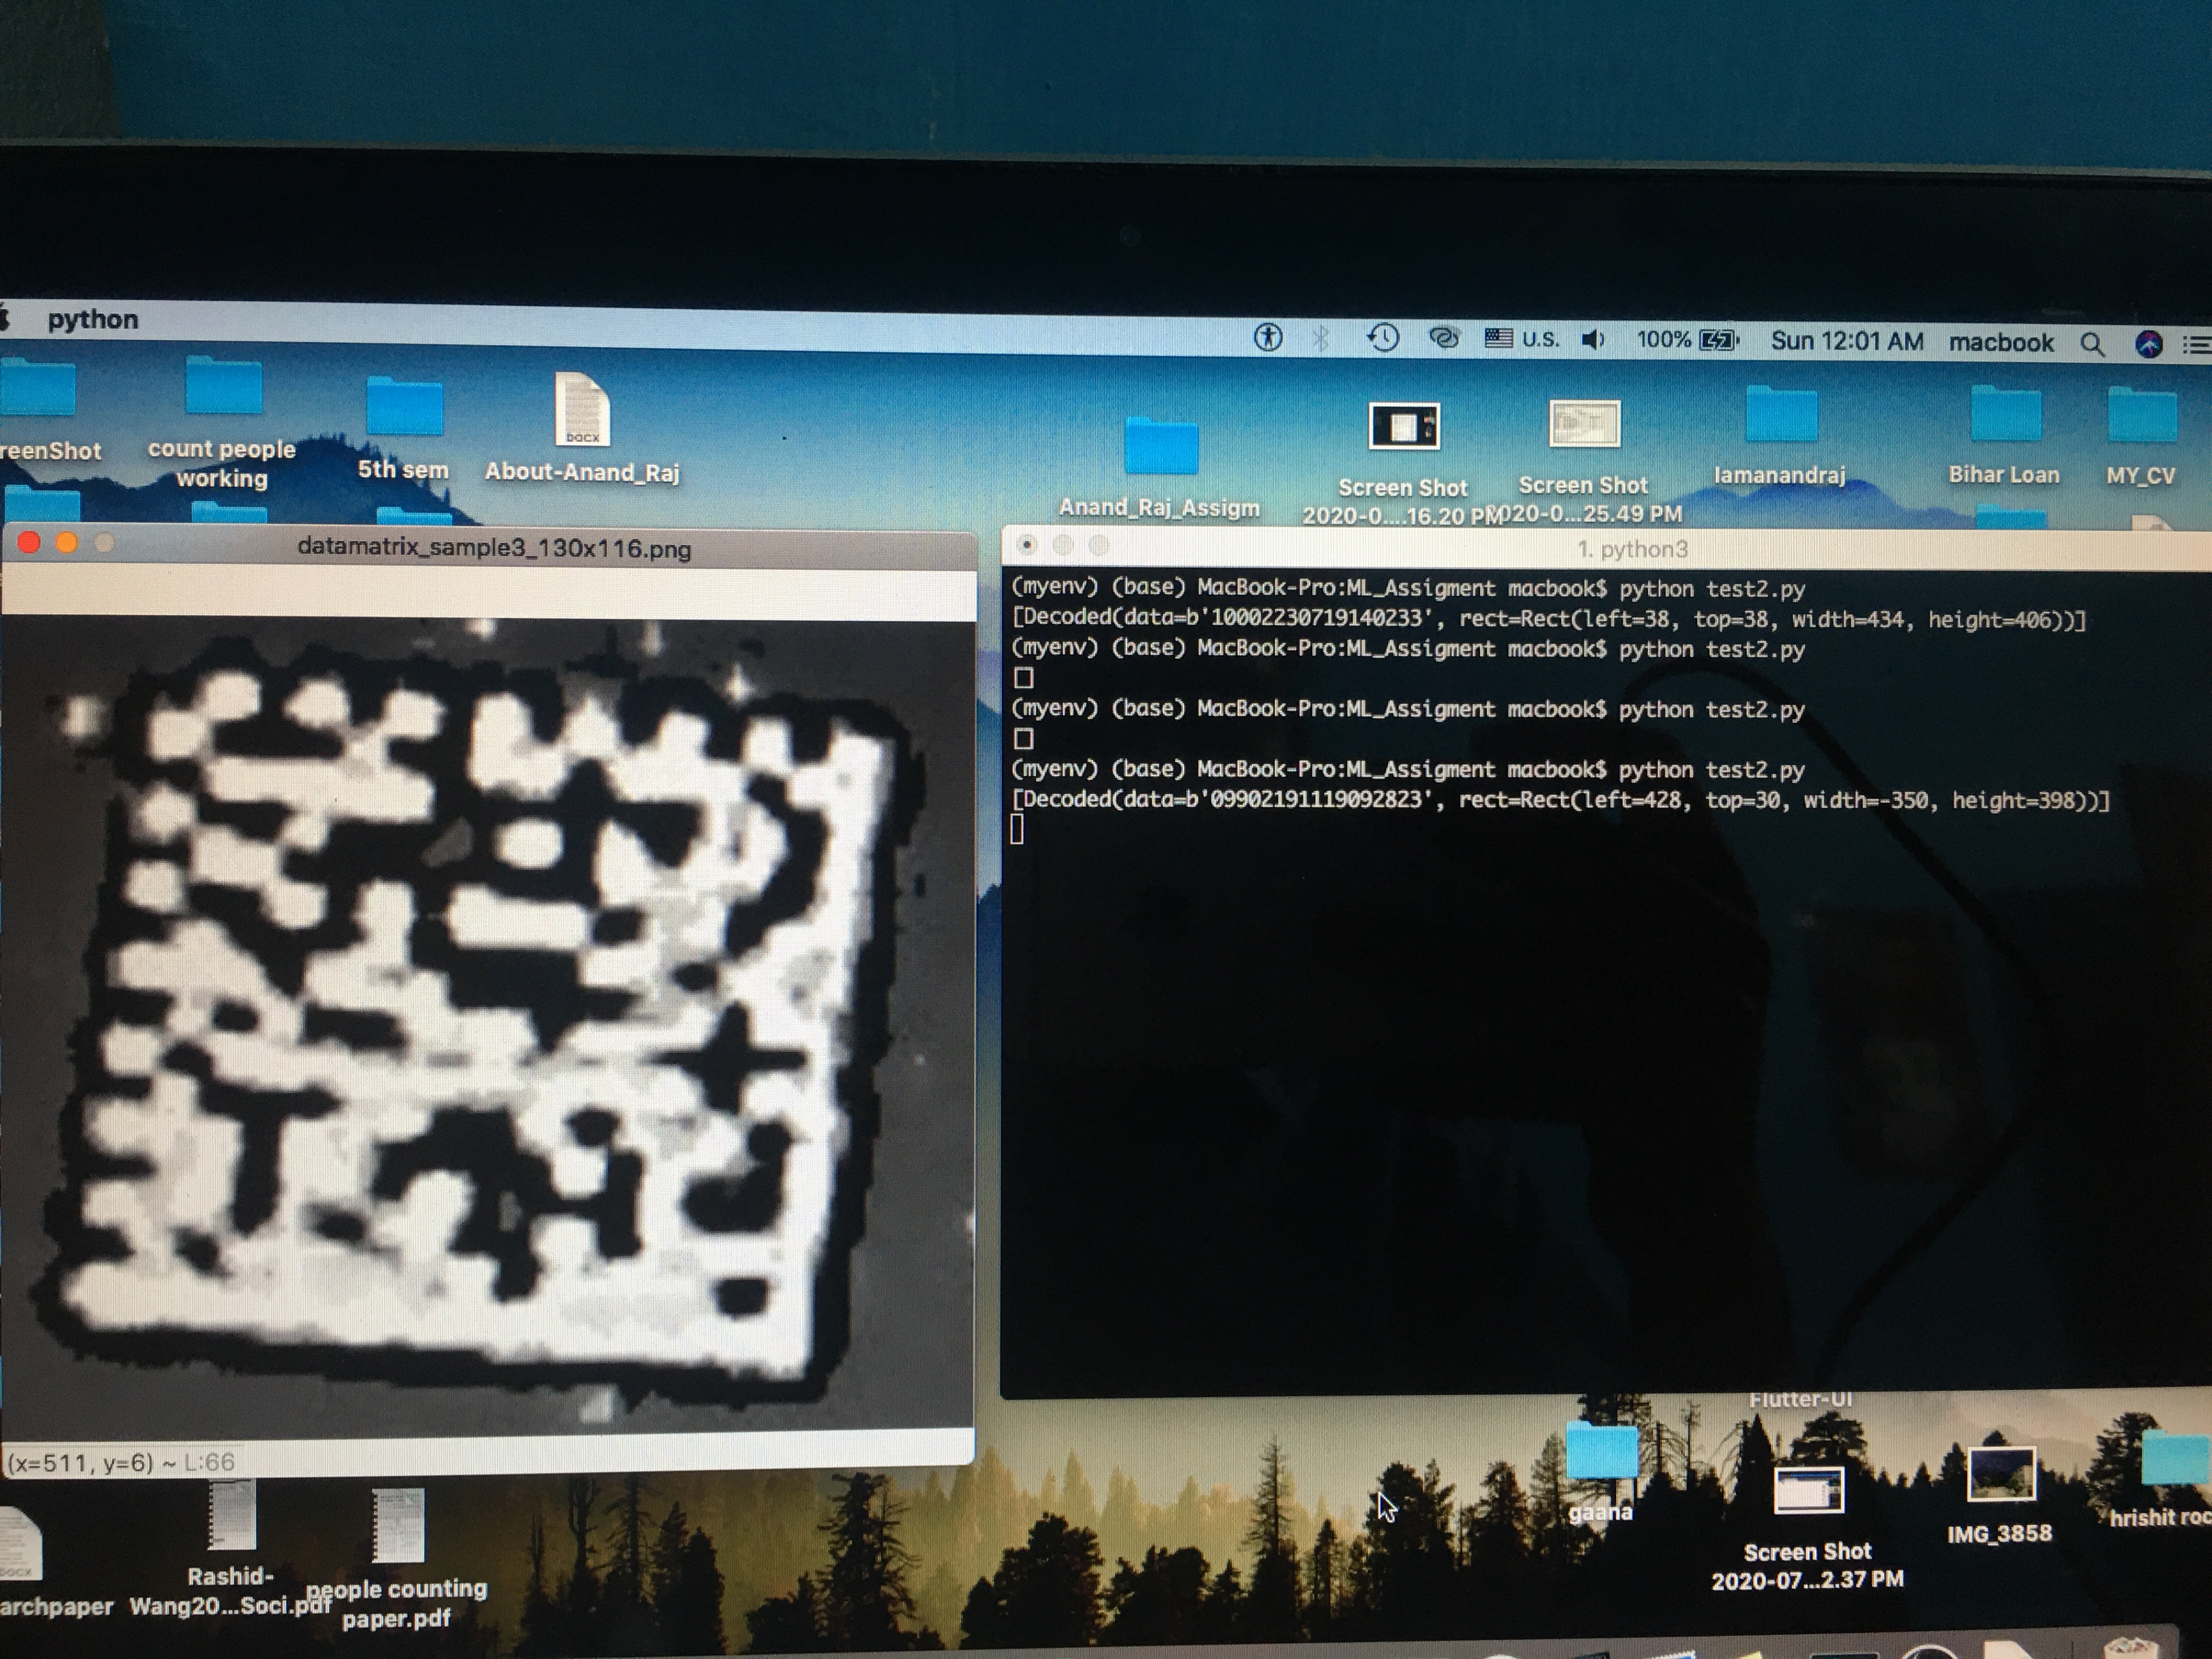 python
U.S.
100%
Sun 12:01 AM
macbook
reenShot
count people
working
5th sem
docx
About-Anand_Raj
Anand_Raj_Assigm
Screen Shot
2020-0....16.20 PM
Screen Shot
2020-0...25.49 PM
Iamanandraj
Bihar Loan
MY_CV
datamatrix_sample3_130x116.png
1. python3
(myenv) (base) MacBook-Pro:ML_Assigment macbook$ python test2.py
[Decoded(data=b'10002230719140233', rect=Rect(left=38, top=38, width=434, height=406))]
(myenv) (base) MacBook-Pro:ML_Assigment macbook$ python test2.py
[]
(myenv) (base) MacBook-Pro:ML_Assigment macbook$ python test2.py
[]
(myenv) (base) MacBook-Pro:ML_Assigment macbook$ python test2.py
[Decoded(data=b'09902191119092823', rect=Rect(left=428, top=30, width=-350, height=398))]
(x=511, y=6) ~ L:66
Flutter-UI
gaana
Screen Shot
2020-07...2.37 PM
IMG_3858
hrishit roc
DOCX
archpaper
Rashid-
Wang20...Soci.pdf
people counting
paper.pdf